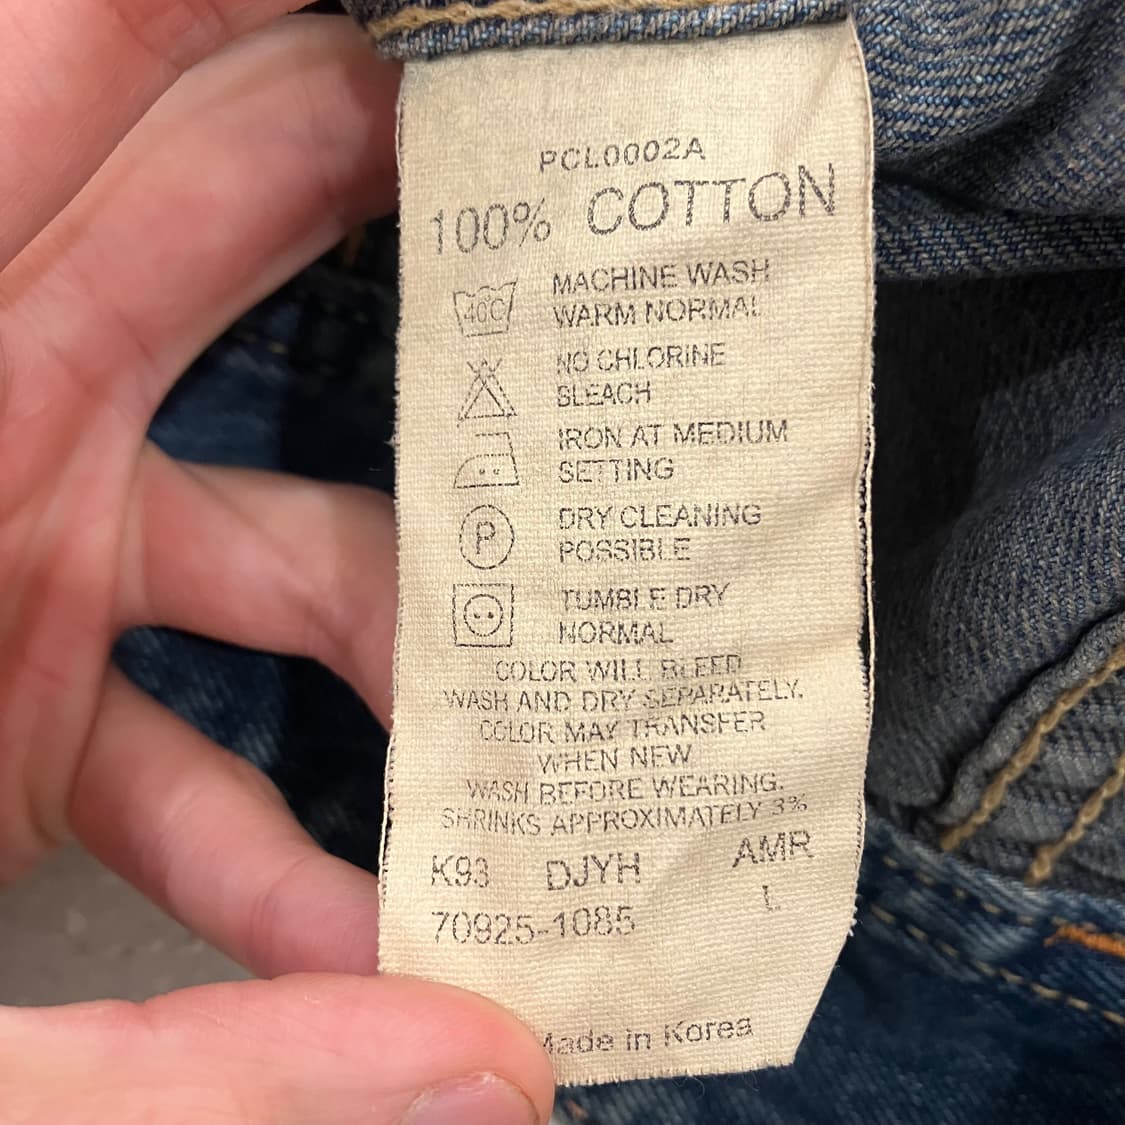 PCL0002A
100% COTTON
40C MACHINE WASH
WARM NORMAL
NO CHLORINE
BLEACH
IRON AT MEDIUM
SETTING
P DRY CLEANING
POSSIBLE
TUMBLE DRY
NORMAL
COLOR WILL BLEED
WASH AND DRY SEPARATELY.
COLOR MAY TRANSFER
WHEN NEW
WASH BEFORE WEARING.
SHRINKS APPROXIMATELY 3%
K93 DJYH AMR
L
70925-1085
Made in Korea